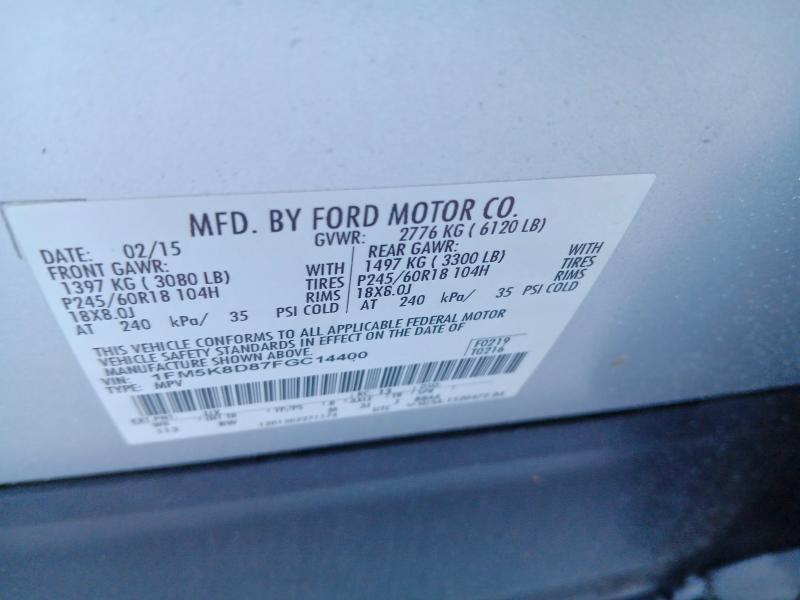 MFD. BY FORD MOTOR CO.
DATE: 02/15 GVWR: 2776 KG ( 6120 LB)
FRONT GAWR: REAR GAWR:
1397 KG ( 3080 LB) WITH 1497 KG ( 3300 LB) WITH
P245/60R18 104H TIRES P245/60R18 104H TIRES
18X8.0J RIMS 18X8.0J RIMS
AT 240 kPa/ 35 PSI COLD AT 240 kPa/ 35 PSI COLD
THIS VEHICLE CONFORMS TO ALL APPLICABLE FEDERAL MOTOR
VEHICLE SAFETY STANDARDS IN EFFECT ON THE DATE OF
MANUFACTURE SHOWN ABOVE. F0219
VIN: 1FM5K8D87FGC14400 T0216
TYPE: MPV